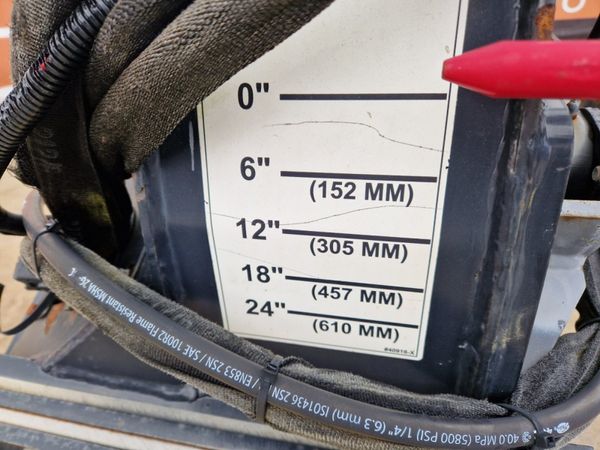 0"
6"
(152 MM)
12"
(305 MM)
18"
(457 MM)
24"
(610 MM)
#40916-X
40.0 MPa (5800 PSI) 1/4" (6.3 mm) ISO1436 2SN / EN853 2SN / SAE 100R2 Flame Resistant MSHA